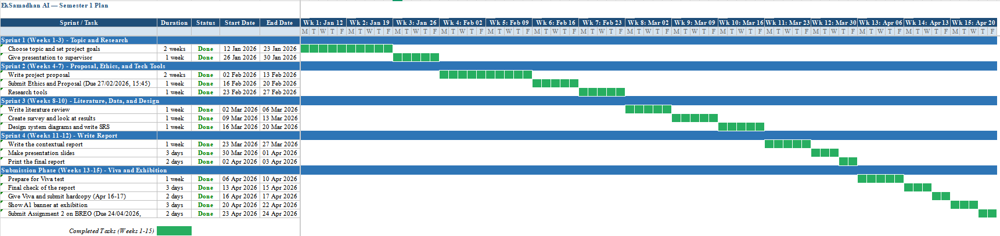 EkSamadhan AI — Semester 1 Plan
Sprint / Task Duration Status Start Date End Date Wk 1: Jan 12 Wk 2: Jan 19 Wk 3: Jan 26 Wk 4: Feb 02 Wk 5: Feb 09 Wk 6: Feb 16 Wk 7: Feb 23 Wk 8: Mar 02 Wk 9: Mar 09 Wk 10: Mar 16 Wk 11: Mar 23 Wk 12: Mar 30 Wk 13: Apr 06 Wk 14: Apr 13 Wk 15: Apr 20
M T W T F M T W T F M T W T F M T W T F M T W T F M T W T F M T W T F M T W T F M T W T F M T W T F M T W T F M T W T F M T W T F M T W T F M T W T F
Sprint 1 (Weeks 1-3) - Topic and Research
Choose topic and set project goals 2 weeks Done 12 Jan 2026 23 Jan 2026
Give presentation to supervisor 1 week Done 26 Jan 2026 30 Jan 2026
Sprint 2 (Weeks 4-7) - Proposal, Ethics, and Tech Tools
Write project proposal 2 weeks Done 02 Feb 2026 13 Feb 2026
Submit Ethics and Proposal (Due 27/02/2026, 15:45) 1 week Done 16 Feb 2026 20 Feb 2026
Research tools 1 week Done 23 Feb 2026 27 Feb 2026
Sprint 3 (Weeks 8-10) - Literature, Data, and Design
Write literature review 1 week Done 02 Mar 2026 06 Mar 2026
Create survey and look at results 1 week Done 09 Mar 2026 13 Mar 2026
Design system diagrams and write SRS 1 week Done 16 Mar 2026 20 Mar 2026
Sprint 4 (Weeks 11-12) - Write Report
Write the contextual report 1 week Done 23 Mar 2026 27 Mar 2026
Make presentation slides 3 days Done 30 Mar 2026 01 Apr 2026
Print the final report 2 days Done 02 Apr 2026 03 Apr 2026
Submission Phase (Weeks 13-15) - Viva and Exhibition
Prepare for Viva test 1 week Done 06 Apr 2026 10 Apr 2026
Final check of the report 3 days Done 13 Apr 2026 15 Apr 2026
Give Viva and submit hardcopy (Apr 16-17) 2 days Done 16 Apr 2026 17 Apr 2026
Show A1 banner at exhibition 3 days Done 20 Apr 2026 22 Apr 2026
Submit Assignment 2 on BREO (Due 24/04/2026, 2 days Done 23 Apr 2026 24 Apr 2026
Completed Tasks (Weeks 1-15)